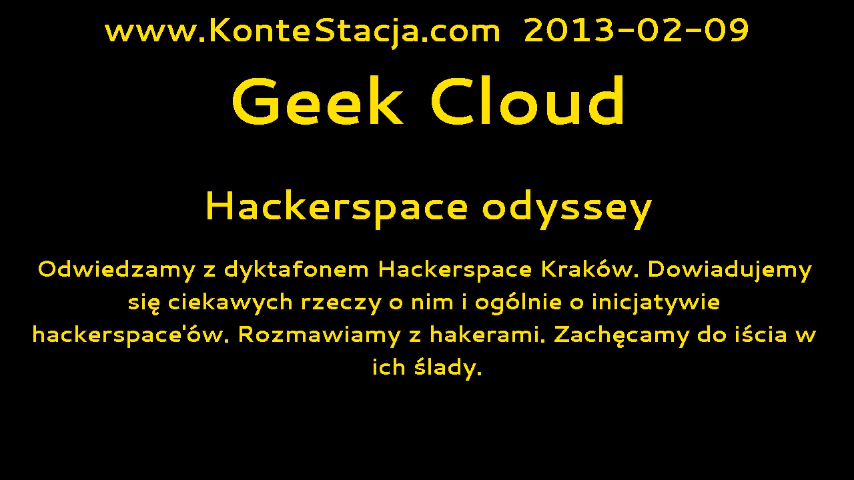 www.KonteStacja.com 2013-02-09
Geek Cloud
Hackerspace odyssey
Odwiedzamy z dyktafonem Hackerspace Kraków. Dowiadujemy
się ciekawych rzeczy o nim i ogólnie o inicjatywie
hackerspace'ów. Rozmawiamy z hakerami. Zachęcamy do iścia w
ich ślady.